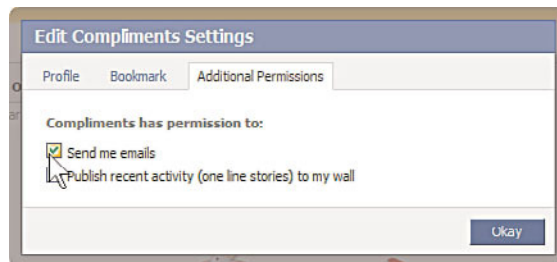 Edit Compliments Settings
Profile Bookmark Additional Permissions
Compliments has permission to:
Send me emails
Publish recent activity (one line stories) to my wall
Okay